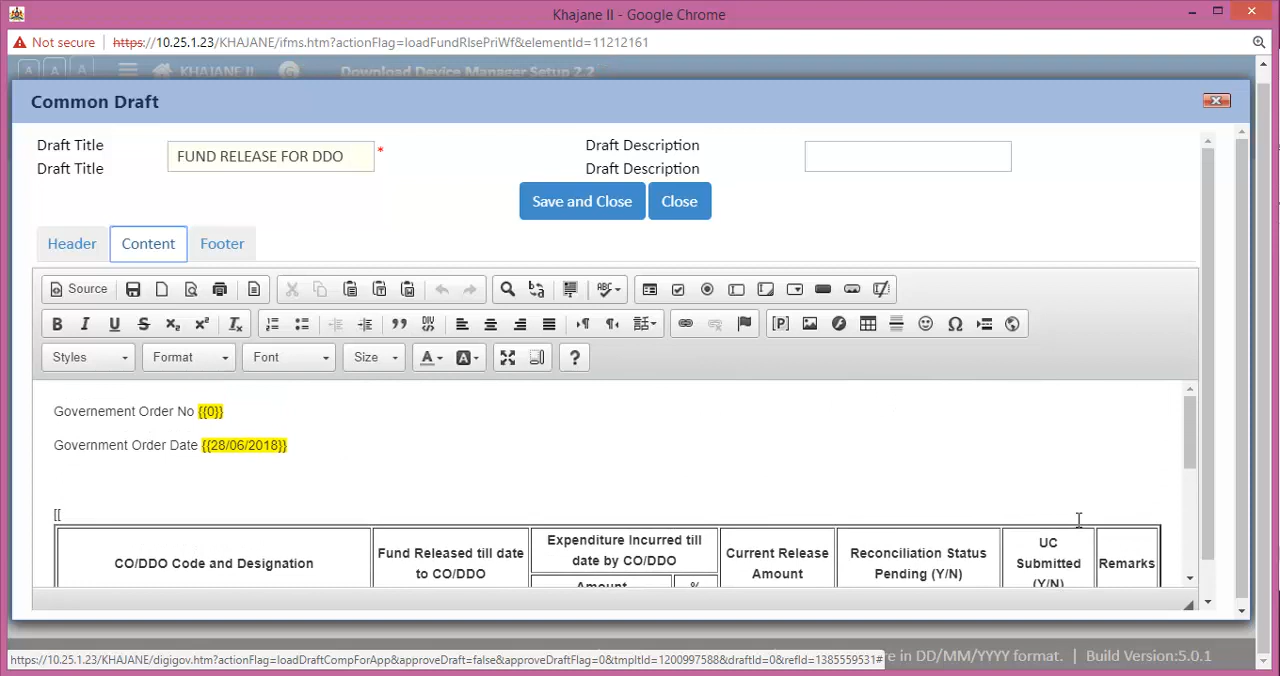 Khajane II - Google Chrome
Not secure https://10.25.1.23/KHAJANE/ifms.htm?actionFlag=loadFundRlsePriWf&elementId=11212161
A A A KHAJANE II G Download Device Manager Setup 2.2
Common Draft
Draft Title
Draft Title
FUND RELEASE FOR DDO *
Draft Description
Draft Description
Save and Close Close
Header Content Footer
Source
Styles Format Font Size A A ?
Governement Order No {{0}}
Government Order Date {{28/06/2018}}
[[
CO/DDO Code and Designation
Fund Released till date to CO/DDO
Expenditure Incurred till date by CO/DDO
Amount %
Current Release Amount
Reconciliation Status Pending (Y/N)
UC Submitted (Y/N)
Remarks
https://10.25.1.23/KHAJANE/digigov.htm?actionFlag=loadDraftCompForApp&approveDraft=false&approveDraftFlag=0&tmpltId=1200997588&draftId=0&refId=1385559531#
re in DD/MM/YYYY format. | Build Version:5.0.1